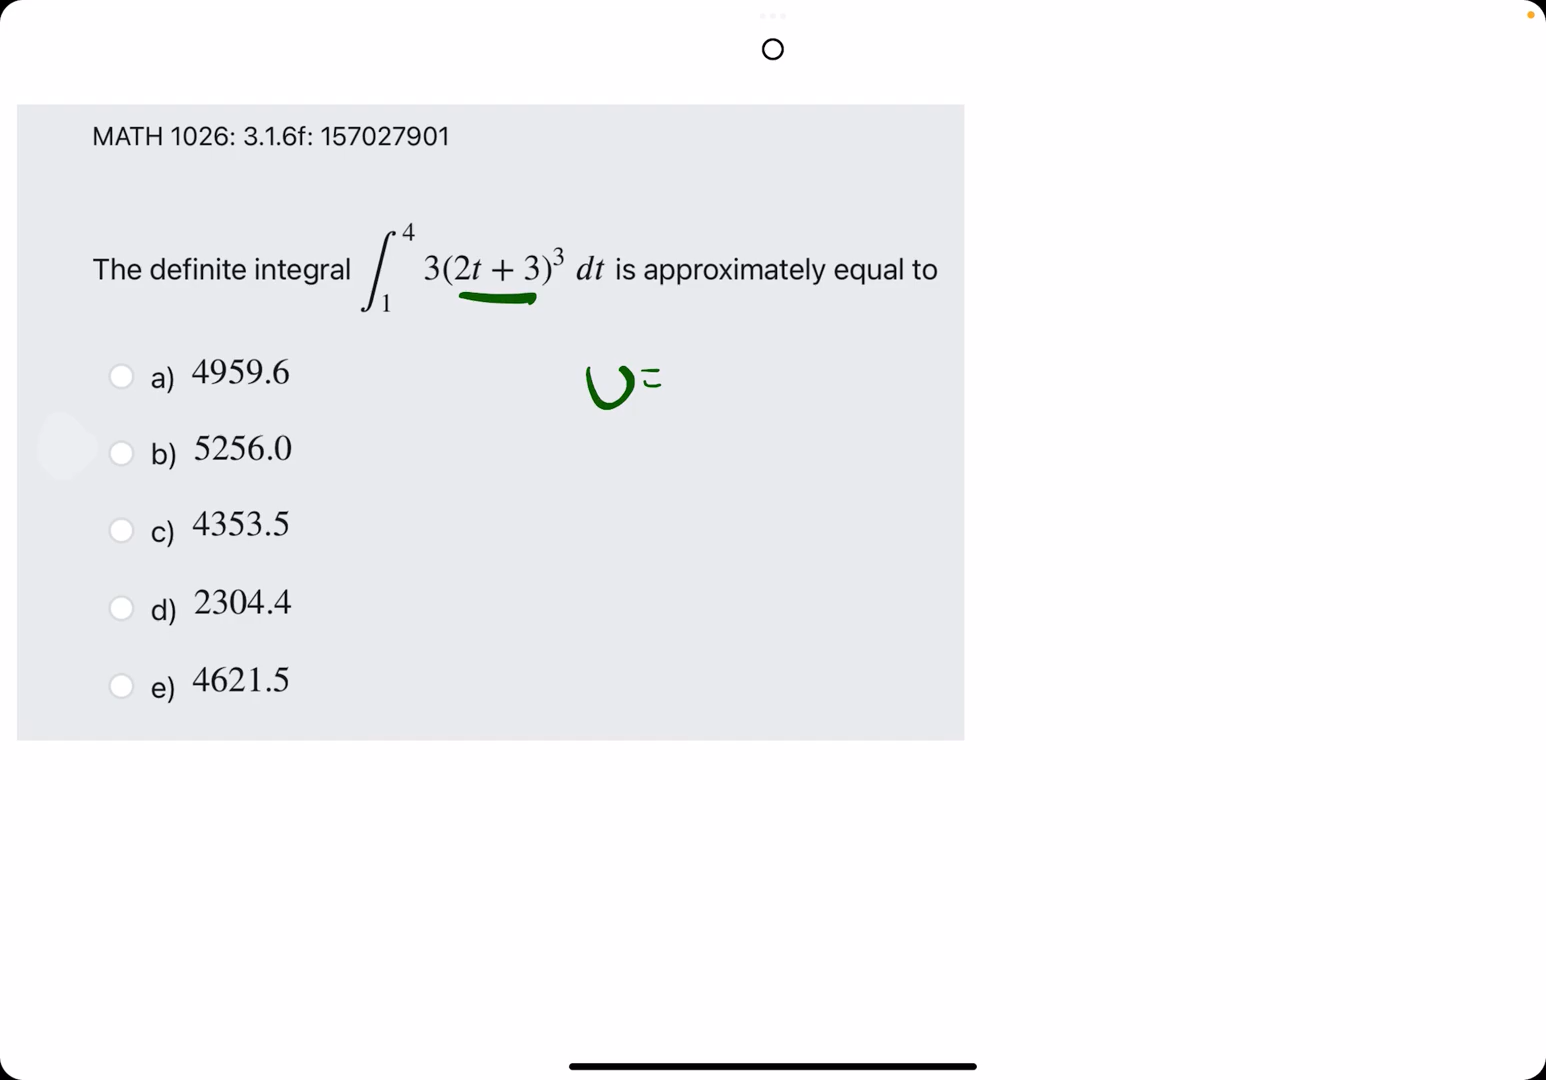 MATH 1026: 3.1.6f: 157027901
The definite integral ∫₁⁴ 3(2t + 3)³ dt is approximately equal to
a) 4959.6
U=
b) 5256.0
c) 4353.5
d) 2304.4
e) 4621.5